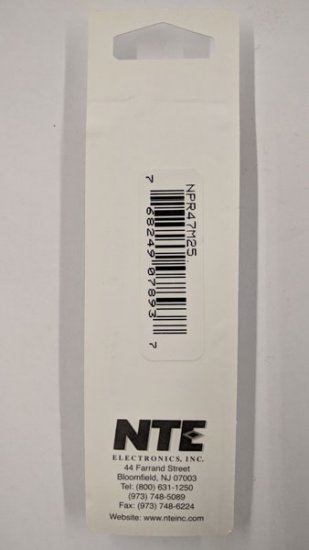 NPR47M25.
7 68249 07893 7
NTE
ELECTRONICS, INC.
44 Farrand Street
Bloomfield, NJ 07003
Tel: (800) 631-1250
(973) 748-5089
Fax: (973) 748-6224
Website: www.nteinc.com